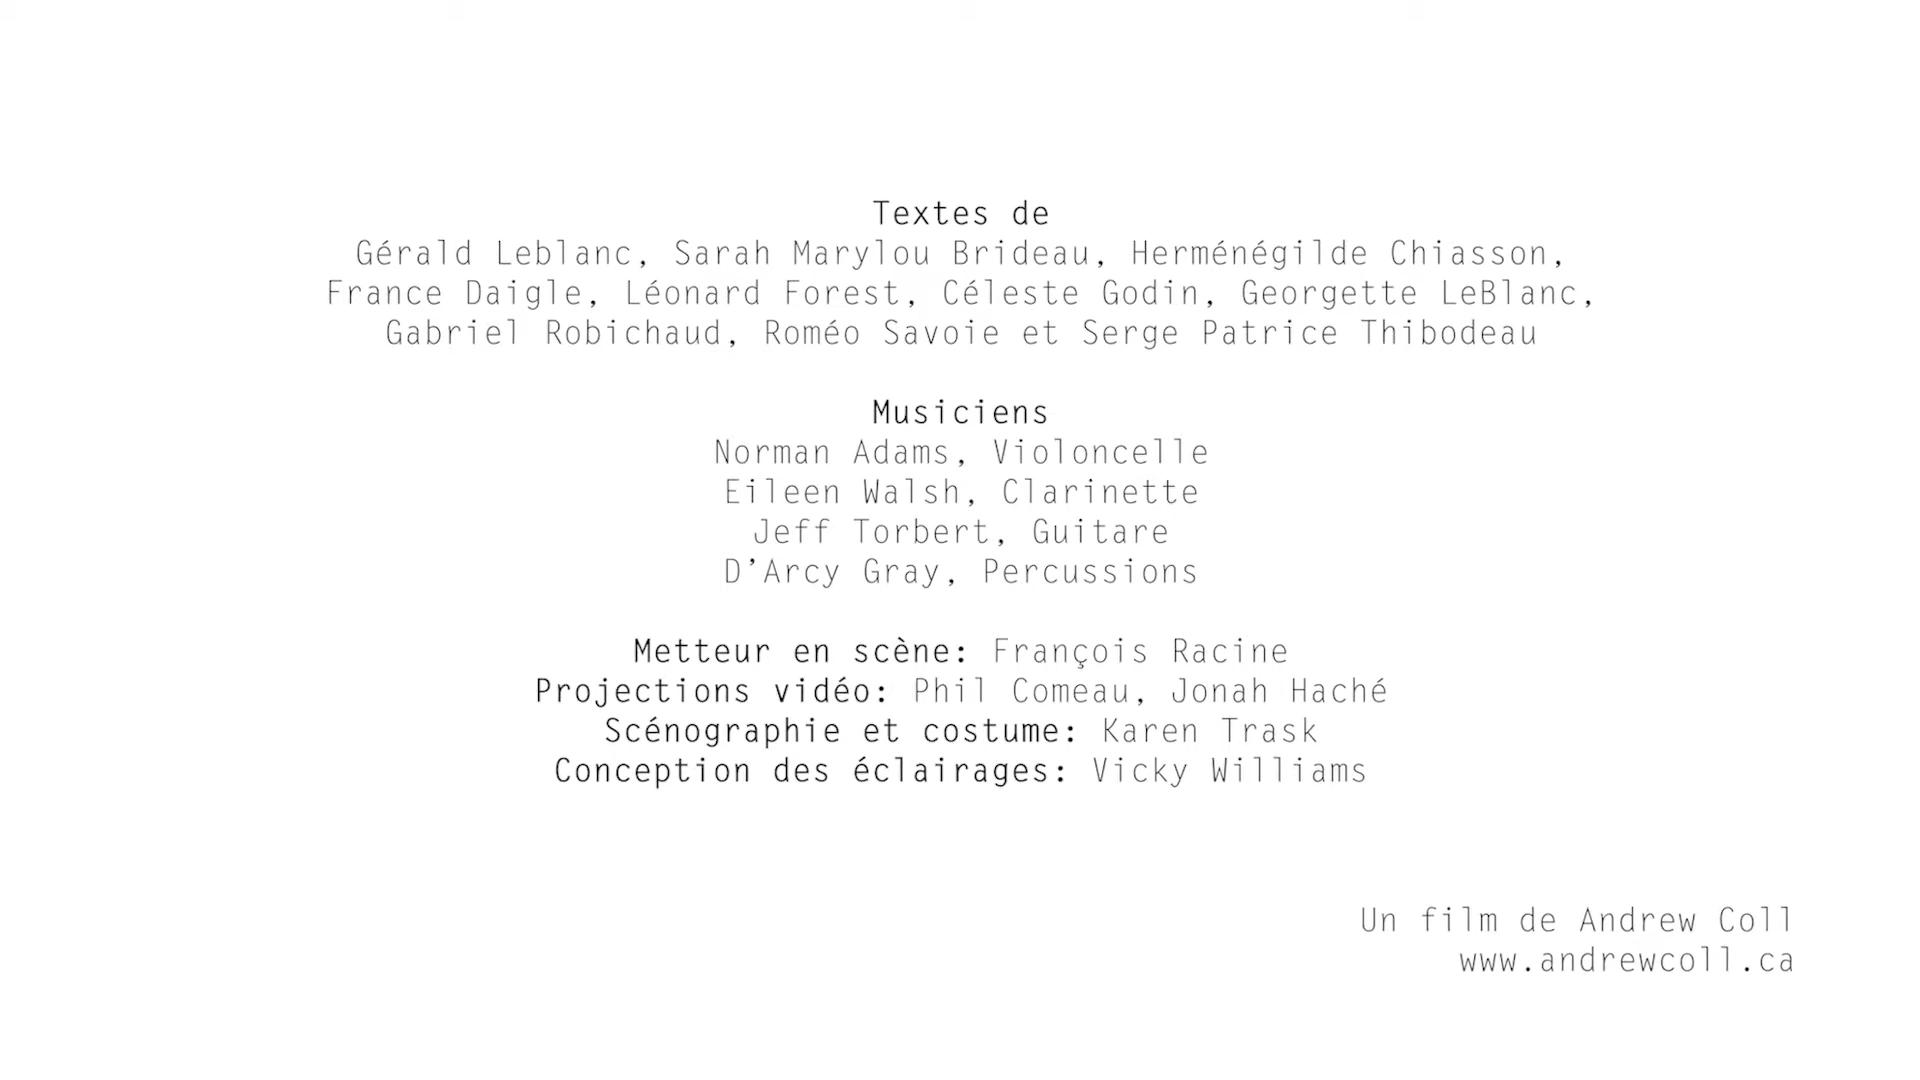 Textes de
Gérald Leblanc, Sarah Marylou Brideau, Herménégilde Chiasson,
France Daigle, Léonard Forest, Céleste Godin, Georgette LeBlanc,
Gabriel Robichaud, Roméo Savoie et Serge Patrice Thibodeau
Musiciens
Norman Adams, Violoncelle
Eileen Walsh, Clarinette
Jeff Torbert, Guitare
D’Arcy Gray, Percussions
Metteur en scène: François Racine
Projections vidéo: Phil Comeau, Jonah Haché
Scénographie et costume: Karen Trask
Conception des éclairages: Vicky Williams
Un film de Andrew Coll
www.andrewcoll.ca